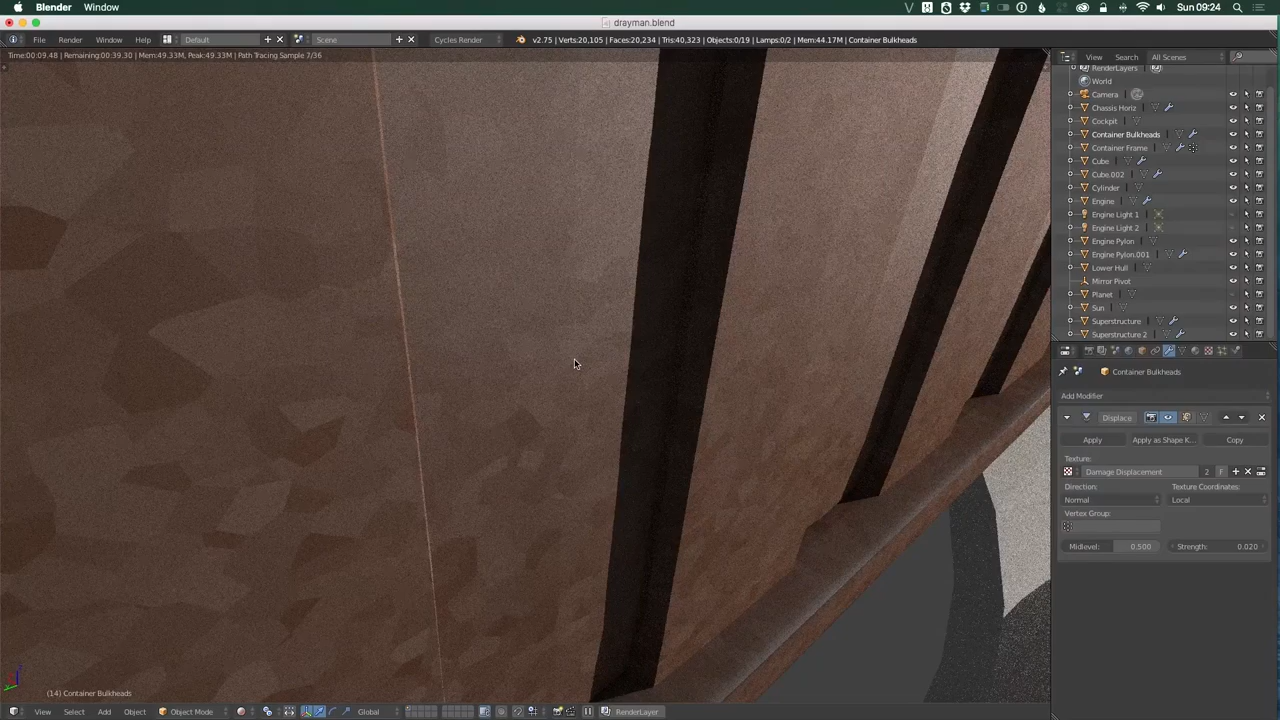 Blender Window Sun 09:24
drayman.blend
File Render Window Help Default Scene Cycles Render v2.75 | Verts:20,105 | Faces:20,234 | Tris:40,323 | Objects:0/19 | Lamps:0/2 | Mem:44.17M | Container Bulkheads
Time:00:09.48 | Remaining:00:39.30 | Mem:49.33M, Peak:49.33M | Path Tracing Sample 7/36
View Search All Scenes
RenderLayers
World
Camera
Chassis Horiz
Cockpit
Container Bulkheads
Container Frame
Cube
Cube.002
Cylinder
Engine
Engine Light 1
Engine Light 2
Engine Pylon
Engine Pylon.001
Lower Hull
Mirror Pivot
Planet
Sun
Superstructure
Superstructure 2
Container Bulkheads
Add Modifier
Displace
Apply Apply as Shape K... Copy
Texture:
Damage Displacement 2 F
Direction: Texture Coordinates:
Normal Local
Vertex Group:
Midlevel: 0.500 Strength: 0.020
(14) Container Bulkheads
View Select Add Object Object Mode Global RenderLayer